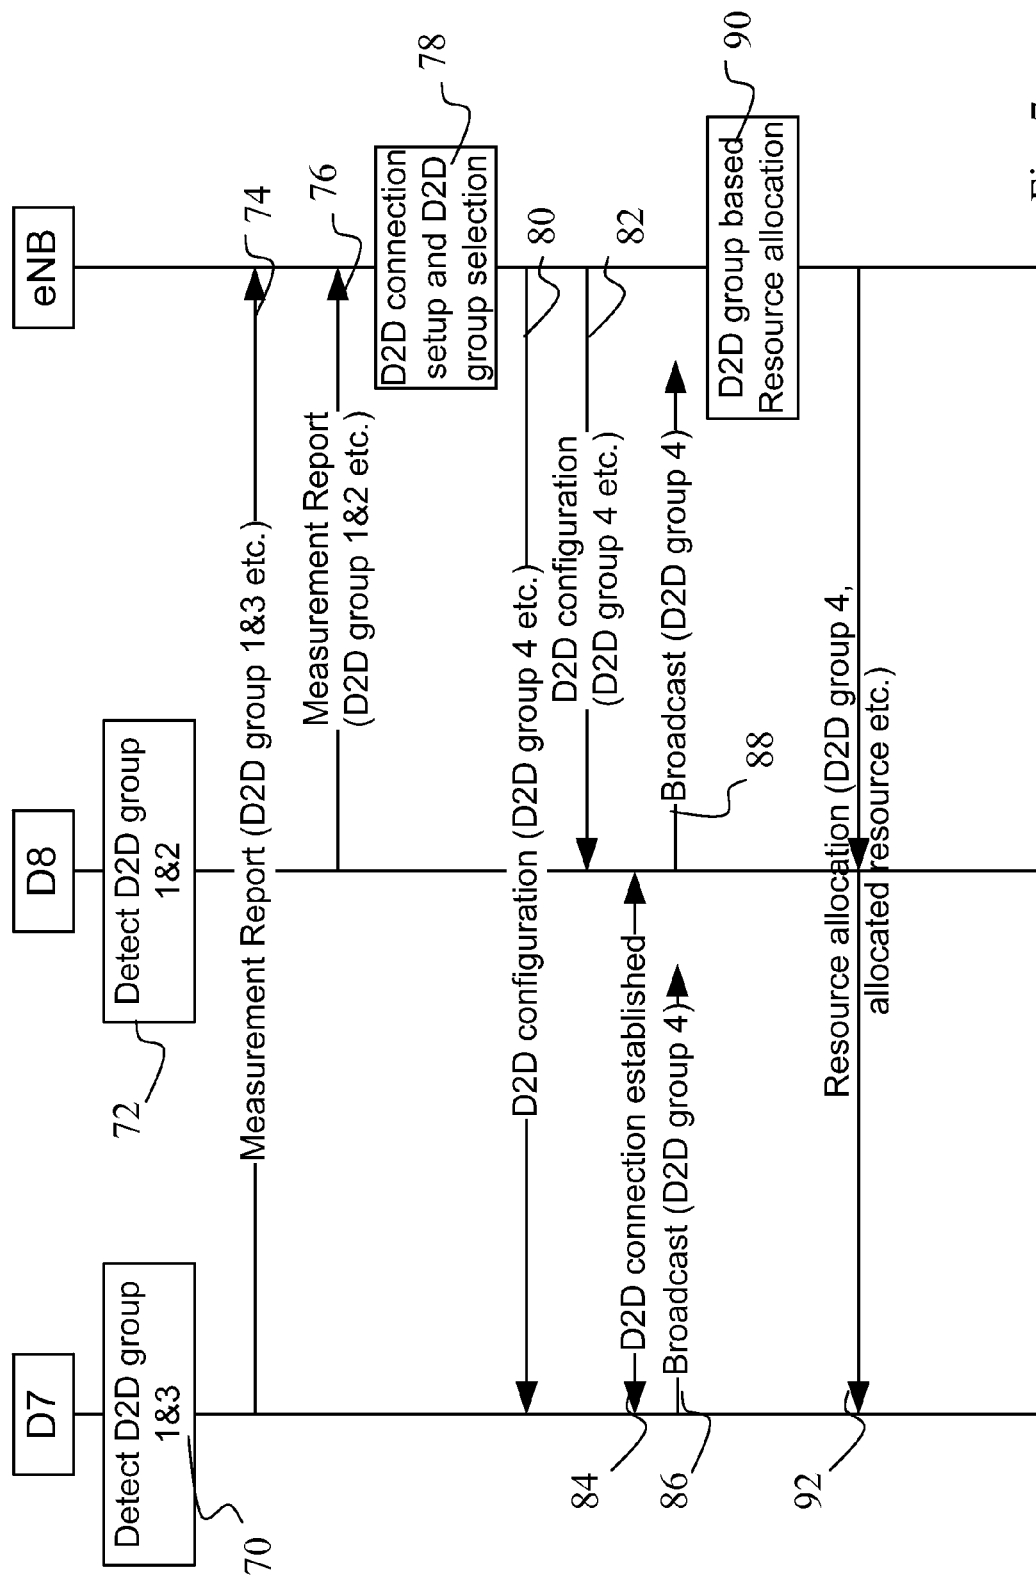 D7
D8
eNB
Detect D2D group
1&3
70
Detect D2D group
1&2
72
Measurement Report (D2D group 1&3 etc.)
74
Measurement Report
(D2D group 1&2 etc.)
76
D2D connection
setup and D2D
group selection
78
D2D configuration (D2D group 4 etc.)
80
D2D configuration
(D2D group 4 etc.)
82
D2D connection established
84
Broadcast (D2D group 4)
86
Broadcast (D2D group 4)
88
D2D group based
Resource allocation
90
Resource allocation (D2D group 4,
allocated resource etc.)
92